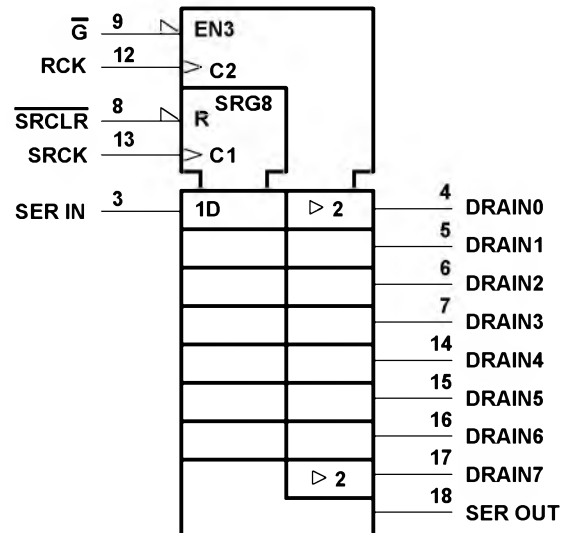 G 9 EN3
RCK 12 C2
SRG8
SRCLR 8 R
SRCK 13 C1
SER IN 3 1D 2 4 DRAIN0
5 DRAIN1
6 DRAIN2
7 DRAIN3
14 DRAIN4
15 DRAIN5
16 DRAIN6
2 17 DRAIN7
18 SER OUT